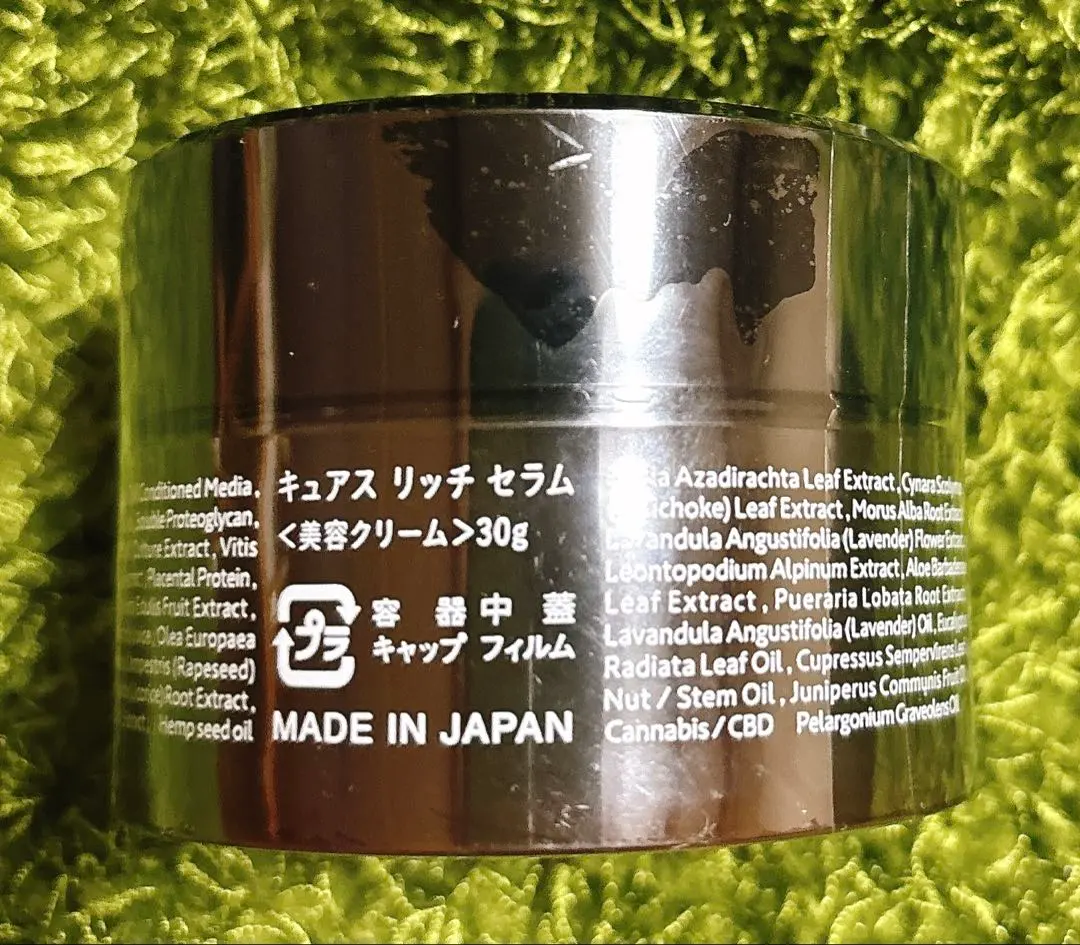 Conditioned Media,
Proteoglycan,
Extract, Vitis
Placental Protein,
Fruit Extract,
Olea Europaea
(Rapeseed)
Root Extract,
Hemp seed oil
キュアス リッチ セラム
<美容クリーム>30g
プラ
容器 中蓋
キャップ フィルム
MADE IN JAPAN
Azadirachta Leaf Extract, Cynara
Leaf Extract, Morus Alba Root
Lavandula Angustifolia (Lavender) Flower
Leontopodium Alpinum Extract, Aloe
Leaf Extract, Pueraria Lobata Root
Lavandula Angustifolia (Lavender) Oil,
Radiata Leaf Oil, Cupressus Sempervirens
Nut / Stem Oil, Juniperus Communis Fruit
Cannabis/CBD Pelargonium Graveolens Oil